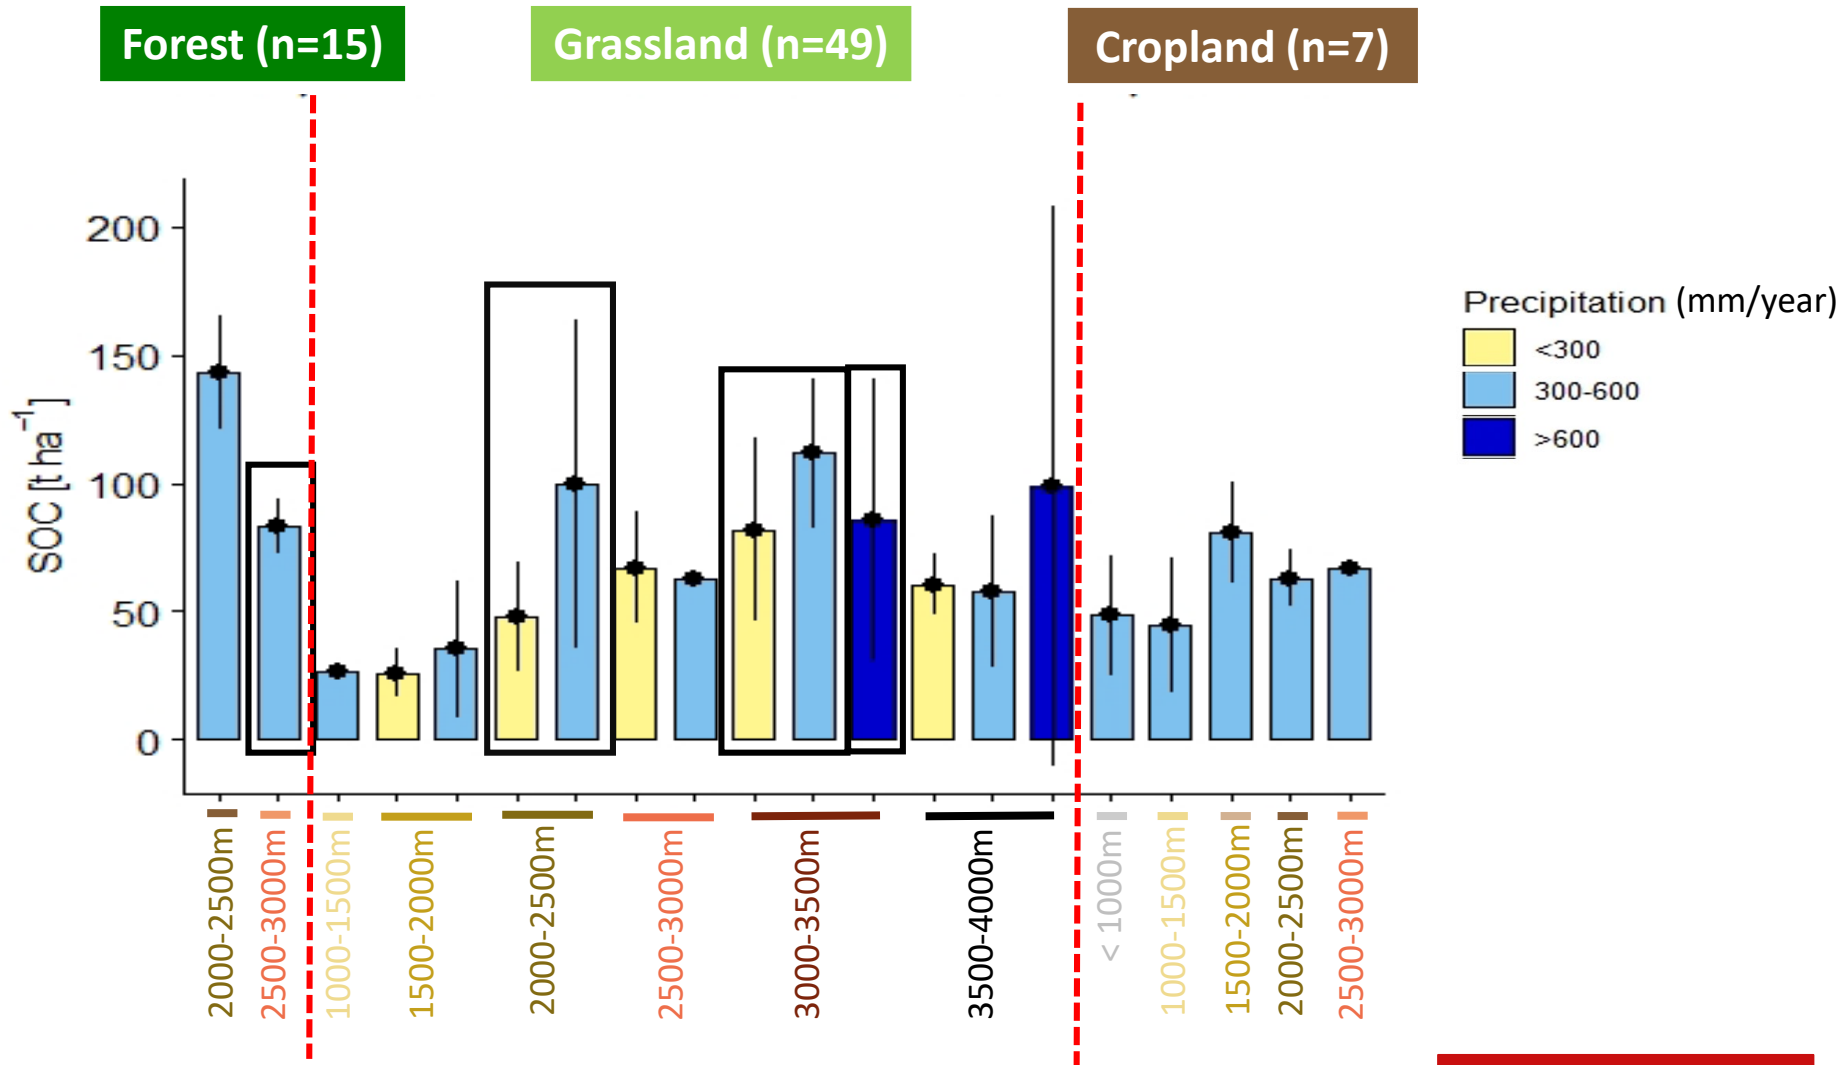 Forest (n=15)
Grassland (n=49)
Cropland (n=7)
200
150
100
50
0
SOC [t ha⁻¹]
Precipitation (mm/year)
<300
300-600
>600
2000-2500m
2500-3000m
1000-1500m
1500-2000m
2000-2500m
2500-3000m
3000-3500m
3500-4000m
< 1000m
1000-1500m
1500-2000m
2000-2500m
2500-3000m